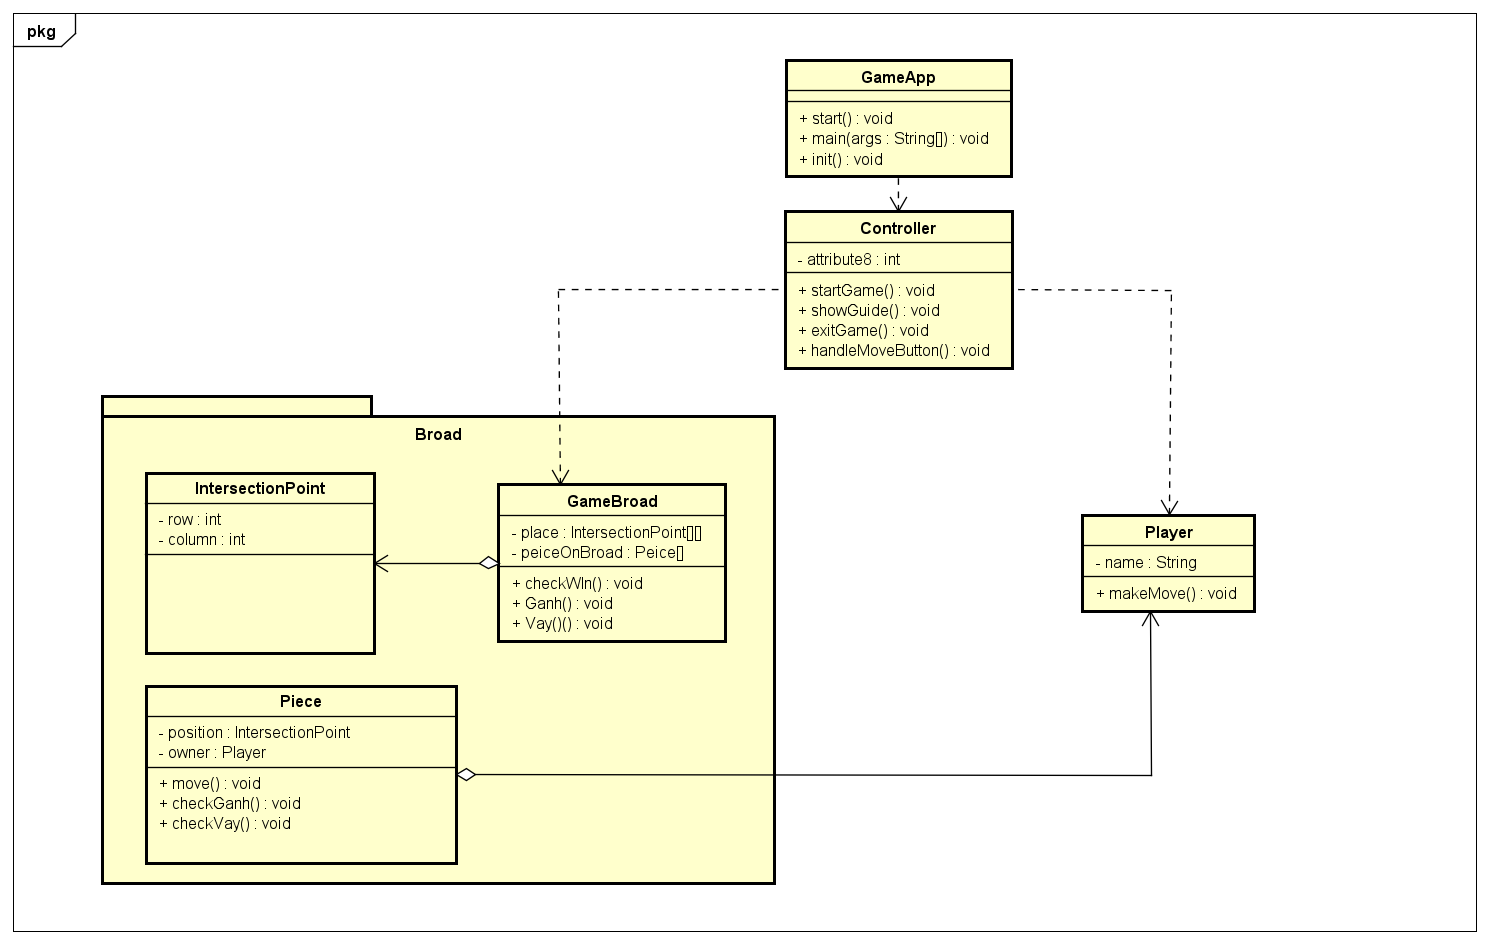 pkg
GameApp
+ start() : void
+ main(args : String[]) : void
+ init() : void
Controller
- attribute8 : int
+ startGame() : void
+ showGuide() : void
+ exitGame() : void
+ handleMoveButton() : void
Broad
IntersectionPoint
- row : int
- column : int
GameBroad
- place : IntersectionPoint[][]
- peiceOnBroad : Peice[]
+ checkWIn() : void
+ Ganh() : void
+ Vay()() : void
Player
- name : String
+ makeMove() : void
Piece
- position : IntersectionPoint
- owner : Player
+ move() : void
+ checkGanh() : void
+ checkVay() : void